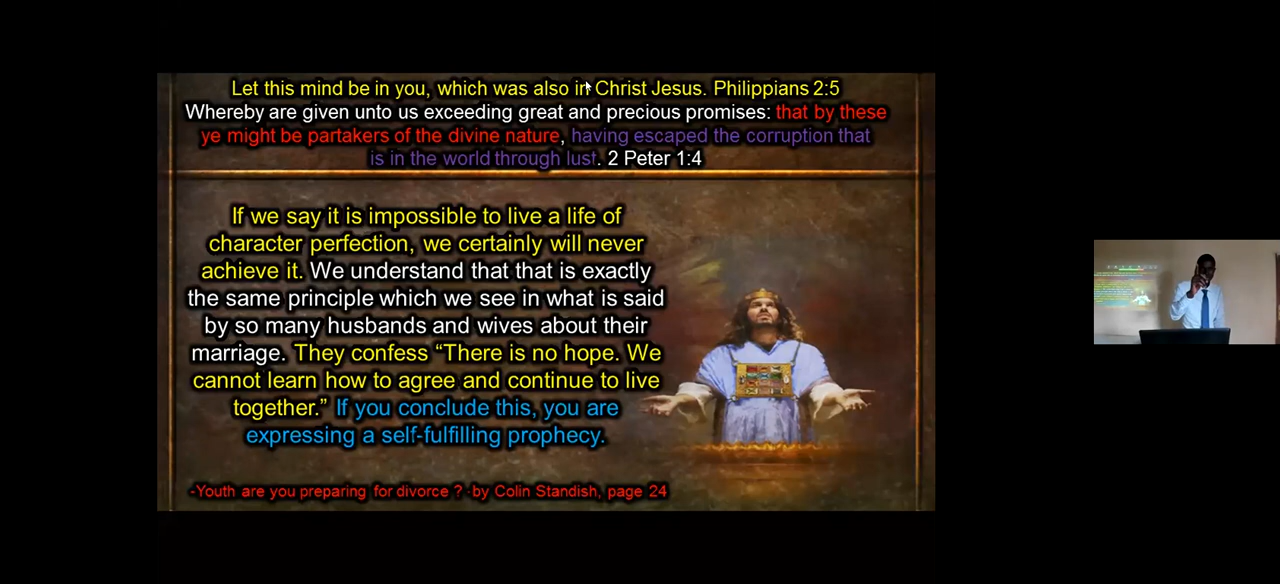 Let this mind be in you, which was also in Christ Jesus. Philippians 2:5
Whereby are given unto us exceeding great and precious promises: that by these
ye might be partakers of the divine nature, having escaped the corruption that
is in the world through lust. 2 Peter 1:4
If we say it is impossible to live a life of
character perfection, we certainly will never
achieve it. We understand that that is exactly
the same principle which we see in what is said
by so many husbands and wives about their
marriage. They confess “There is no hope. We
cannot learn how to agree and continue to live
together.” If you conclude this, you are
expressing a self-fulfilling prophecy.
-Youth are you preparing for divorce ? -by Colin Standish, page 24